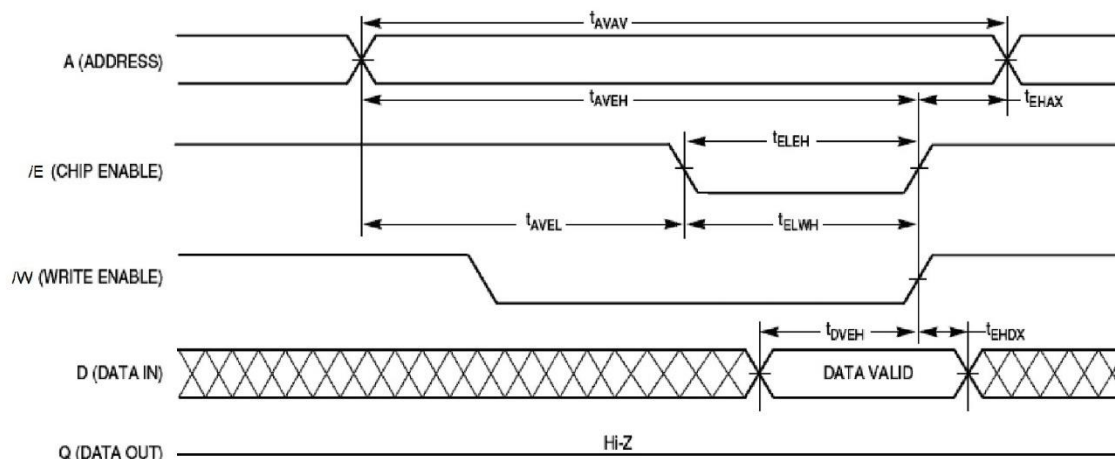 tAVAV
A (ADDRESS)
tAVEH
tEHAX
tELEH
/E (CHIP ENABLE)
tAVEL
tELWH
/W (WRITE ENABLE)
tDVEH
tEHDX
D (DATA IN)
DATA VALID
Hi-Z
Q (DATA OUT)